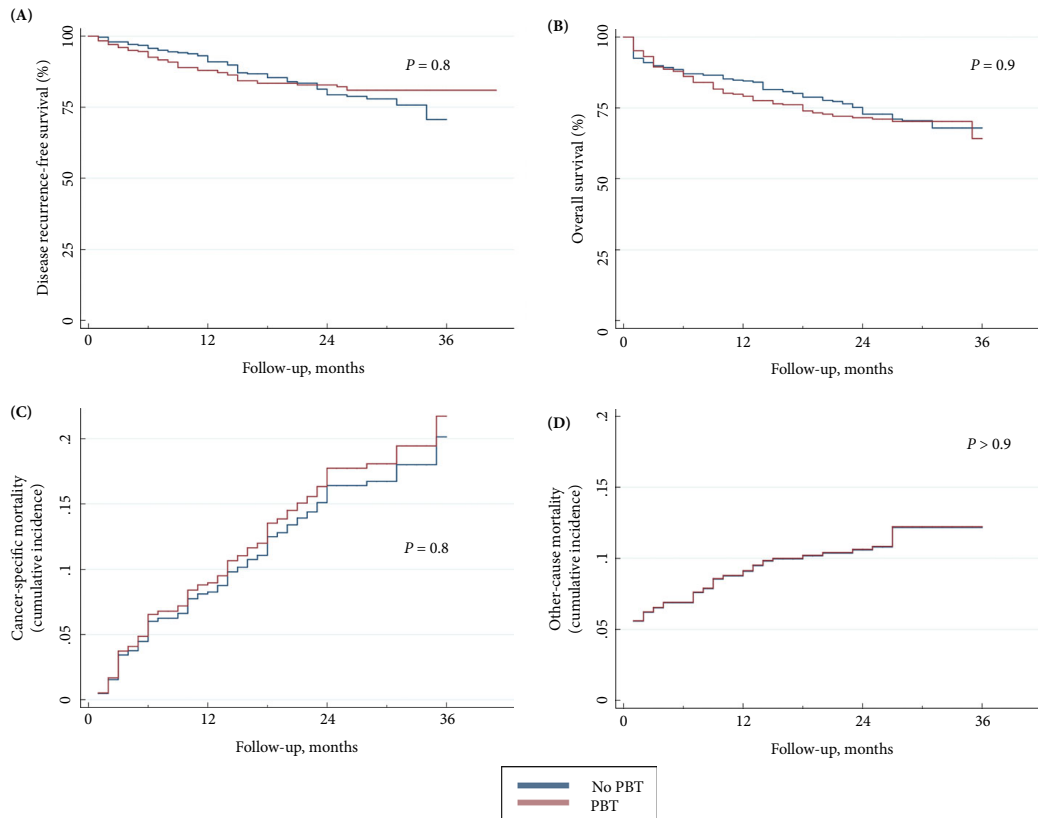 (A)
Disease recurrence-free survival (%)
100
75
50
25
0
P = 0.8
0 12 24 36
Follow-up, months
(B)
Overall survival (%)
100
75
50
25
0
P = 0.9
0 12 24 36
Follow-up, months
(C)
Cancer-specific mortality
(cumulative incidence)
.2
.15
.1
.05
0
P = 0.8
0 12 24 36
Follow-up, months
(D)
Other-cause mortality
(cumulative incidence)
.2
.15
.1
.05
0
P > 0.9
0 12 24 36
Follow-up, months
No PBT
PBT